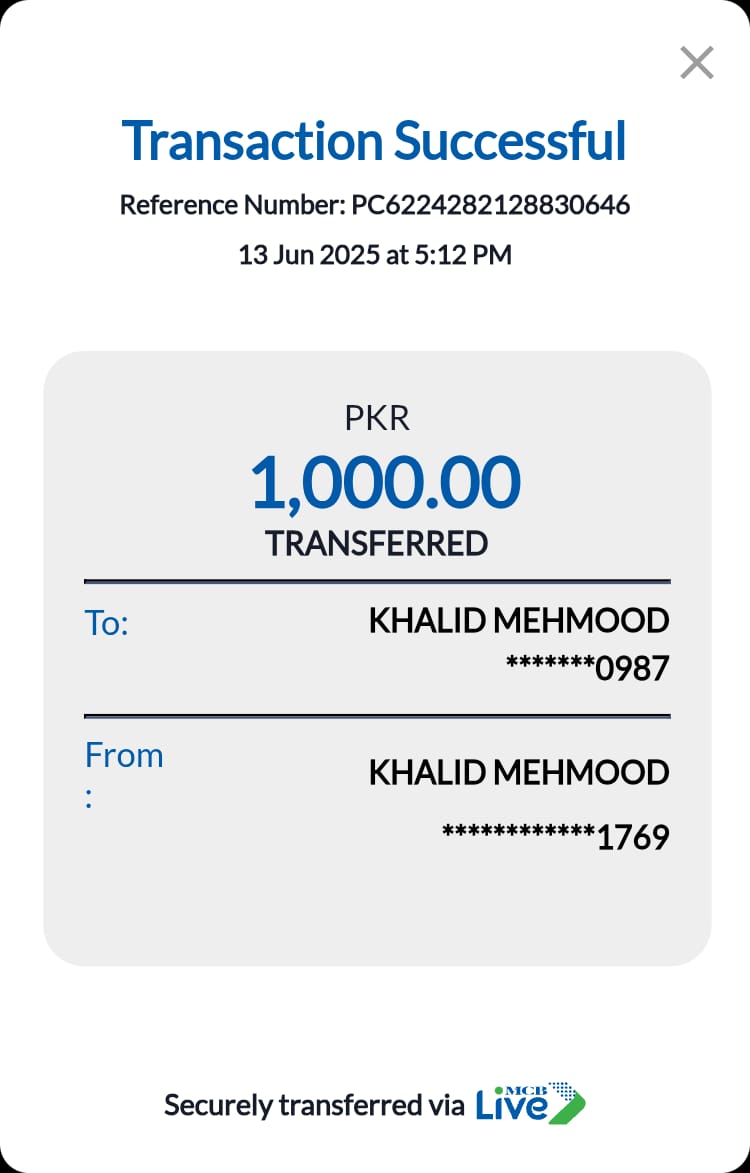 Transaction Successful
Reference Number: PC6224282128830646
13 Jun 2025 at 5:12 PM
PKR
1,000.00
TRANSFERRED
To:
KHALID MEHMOOD
*******0987
From
:
KHALID MEHMOOD
************1769
Securely transferred via MCB Live